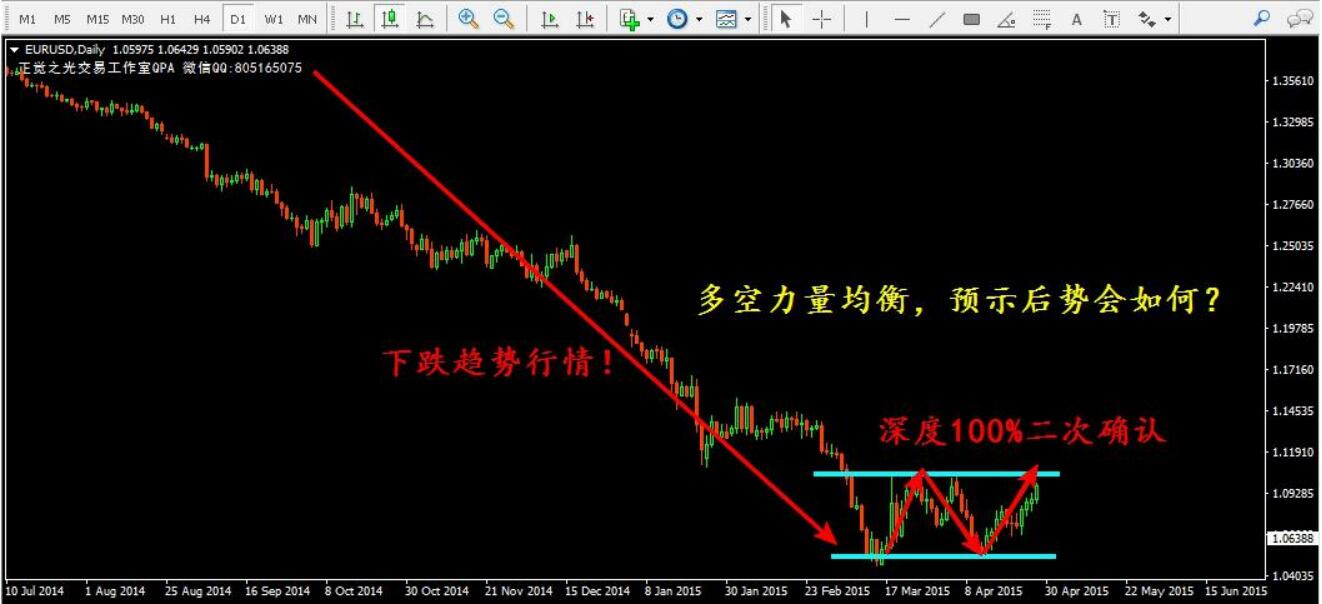 M1 M5 M15 M30 H1 H4 D1 W1 MN A T
EURUSD,Daily 1.05975 1.06429 1.05902 1.06388
正觉之光交易工作室QPA 微信QQ:805165075
1.35610
1.32985
1.30360
1.27660
1.25035
多空力量均衡，预示后势会如何？
1.22410
1.19785
下跌趋势行情！
1.17160
1.14535
深度100%二次确认
1.11910
1.09285
1.06388
1.04035
10 Jul 2014 1 Aug 2014 25 Aug 2014 16 Sep 2014 8 Oct 2014 30 Oct 2014 21 Nov 2014 15 Dec 2014 8 Jan 2015 30 Jan 2015 23 Feb 2015 17 Mar 2015 8 Apr 2015 30 Apr 2015 22 May 2015 15 Jun 2015